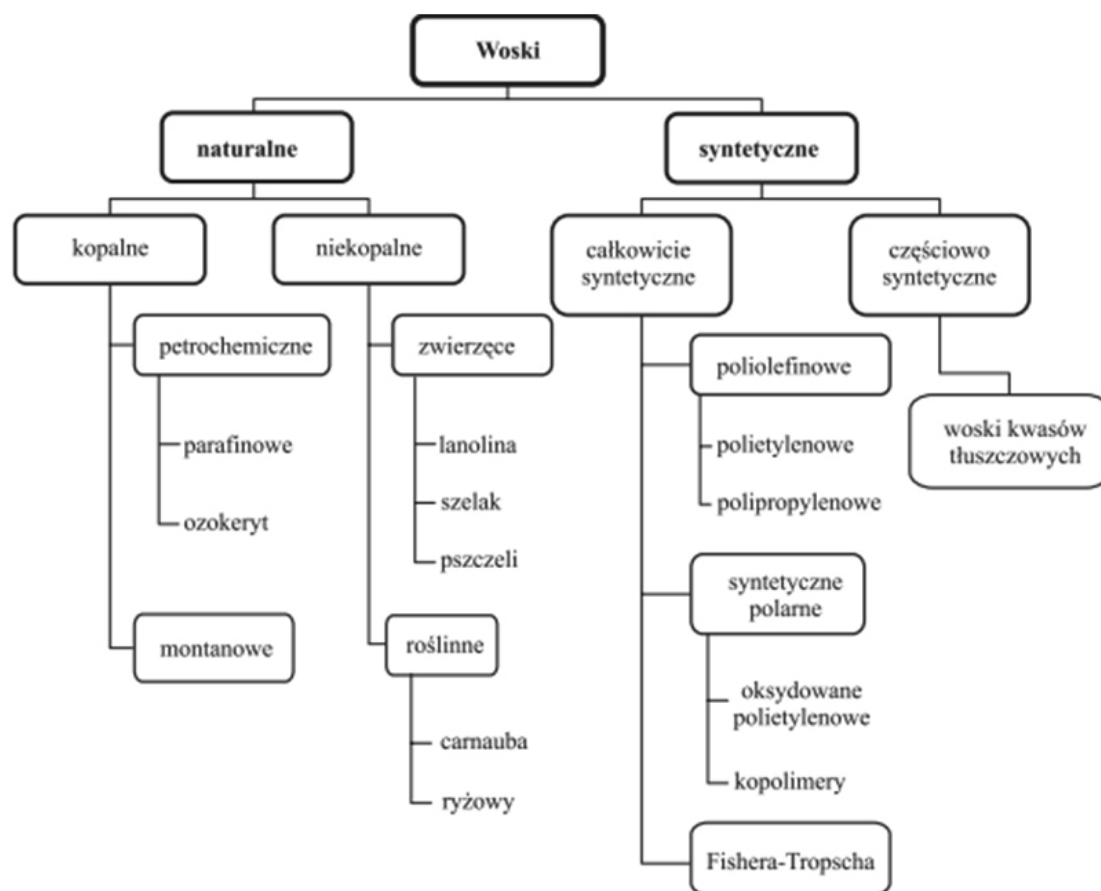 Woski
naturalne
syntetyczne
kopalne
niekopalne
całkowicie
syntetyczne
częściowo
syntetyczne
petrochemiczne
parafinowe
ozokeryt
montanowe
zwierzęce
lanolina
szelak
pszczeli
roślinne
carnauba
ryżowy
poliolefinowe
polietylenowe
polipropylenowe
syntetyczne
polarne
oksydowane
polietylenowe
kopolimery
Fishera-Tropscha
woski kwasów
tłuszczowych